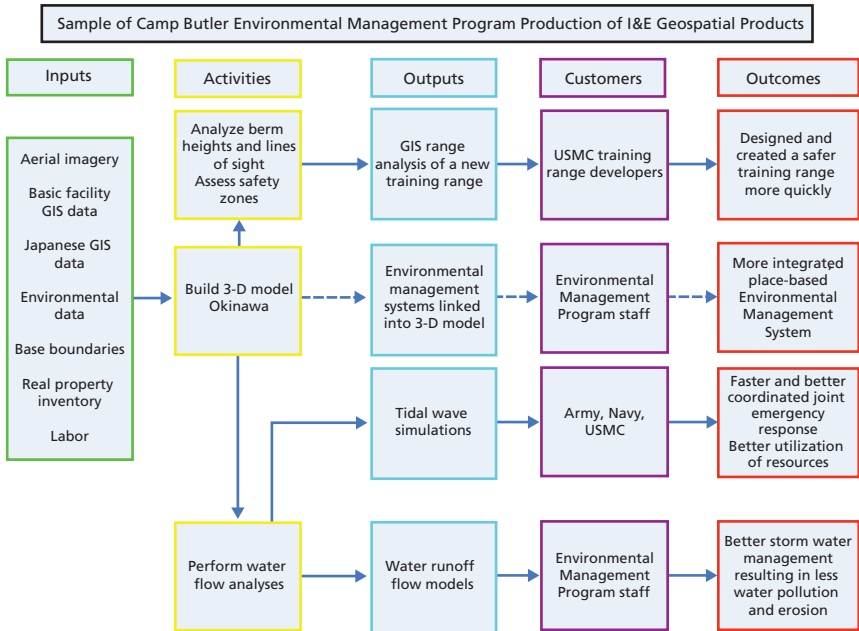 Sample of Camp Butler Environmental Management Program Production of I&E Geospatial Products
Inputs
Activities
Outputs
Customers
Outcomes
Aerial imagery
Basic facility
GIS data
Japanese GIS
data
Environmental
data
Base boundaries
Real property
inventory
Labor
Analyze berm
heights and lines
of sight
Assess safety
zones
GIS range
analysis of a new
training range
USMC training
range developers
Designed and
created a safer
training range
more quickly
Build 3-D model
Okinawa
Environmental
management
systems linked
into 3-D model
Environmental
Management
Program staff
More integrated
place-based
Environmental
Management
System
Tidal wave
simulations
Army, Navy,
USMC
Faster and better
coordinated joint
emergency
response
Better utilization
of resources
Perform water
flow analyses
Water runoff
flow models
Environmental
Management
Program staff
Better storm water
management
resulting in less
water pollution
and erosion